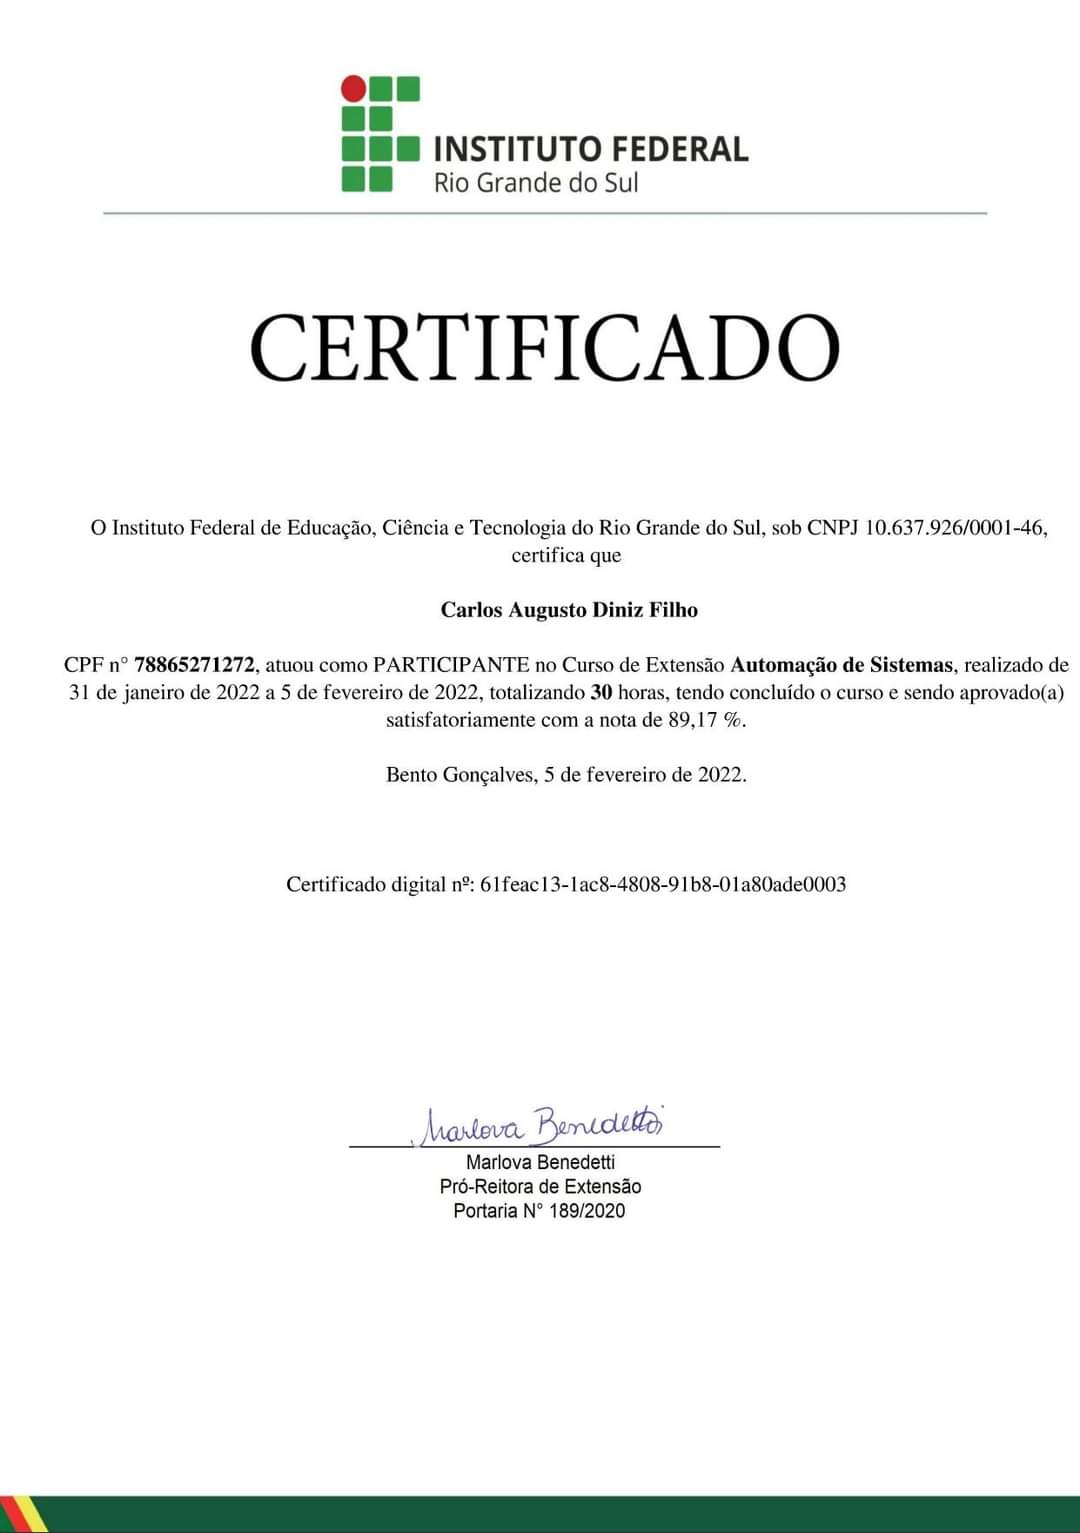 INSTITUTO FEDERAL
Rio Grande do Sul
CERTIFICADO
O Instituto Federal de Educação, Ciência e Tecnologia do Rio Grande do Sul, sob CNPJ 10.637.926/0001-46,
certifica que
Carlos Augusto Diniz Filho
CPF n° 78865271272, atuou como PARTICIPANTE no Curso de Extensão Automação de Sistemas, realizado de
31 de janeiro de 2022 a 5 de fevereiro de 2022, totalizando 30 horas, tendo concluído o curso e sendo aprovado(a)
satisfatoriamente com a nota de 89,17 %.
Bento Gonçalves, 5 de fevereiro de 2022.
Certificado digital nº: 61feac13-1ac8-4808-91b8-01a80ade0003
Marlova Benedetti
Marlova Benedetti
Pró-Reitora de Extensão
Portaria N° 189/2020